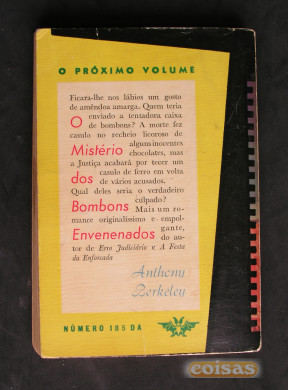 O PRÓXIMO VOLUME
Ficara-lhe nos lábios um gosto
de amêndoa amarga. Quem teria
enviado a tentadora caixa
O de bombons? A morte fez
casulo no recheio licoroso de
Mistério alguns inocentes
chocolates, mas
a Justiça acabará por tecer um
dos casulo de ferro em volta
de vários acusados.
Qual deles seria o verdadeiro
Bombons culpado?
Mais um ro-
mance originalíssimo e empol-
Envenenados gante,
do au-
tor de Erro Judiciário e A Festa
da Enforcada
Anthony
Berkeley
NÚMERO 185 DA
coisas